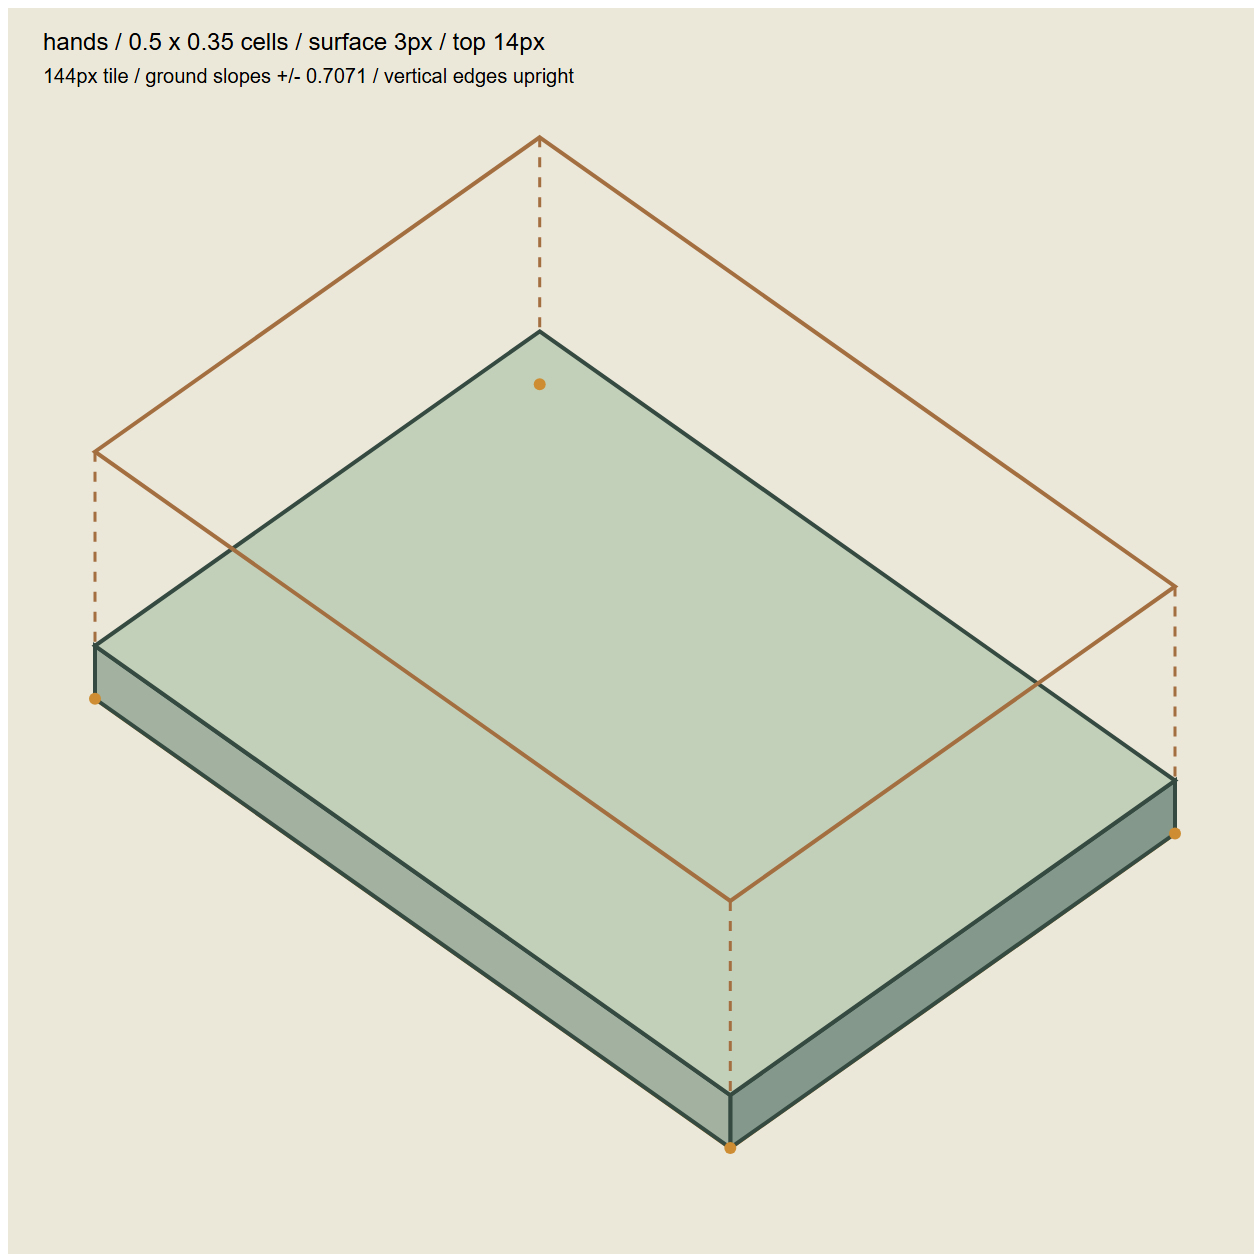 hands / 0.5 x 0.35 cells / surface 3px / top 14px
144px tile / ground slopes +/- 0.7071 / vertical edges upright